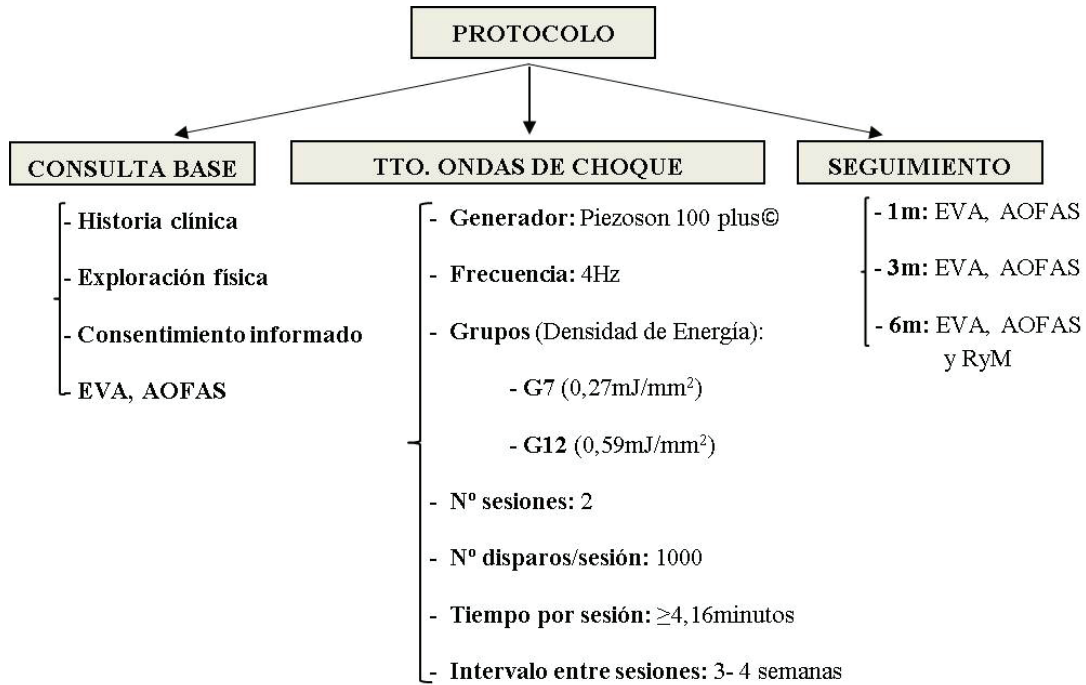 PROTOCOLO
CONSULTA BASE
- Historia clínica
- Exploración física
- Consentimiento informado
- EVA, AOFAS
TTO. ONDAS DE CHOQUE
- Generador: Piezoson 100 plus©
- Frecuencia: 4Hz
- Grupos (Densidad de Energía):
- G7 (0,27mJ/mm²)
- G12 (0,59mJ/mm²)
- Nº sesiones: 2
- Nº disparos/sesión: 1000
- Tiempo por sesión: ≥4,16minutos
- Intervalo entre sesiones: 3- 4 semanas
SEGUIMIENTO
- 1m: EVA, AOFAS
- 3m: EVA, AOFAS
- 6m: EVA, AOFAS
y RyM